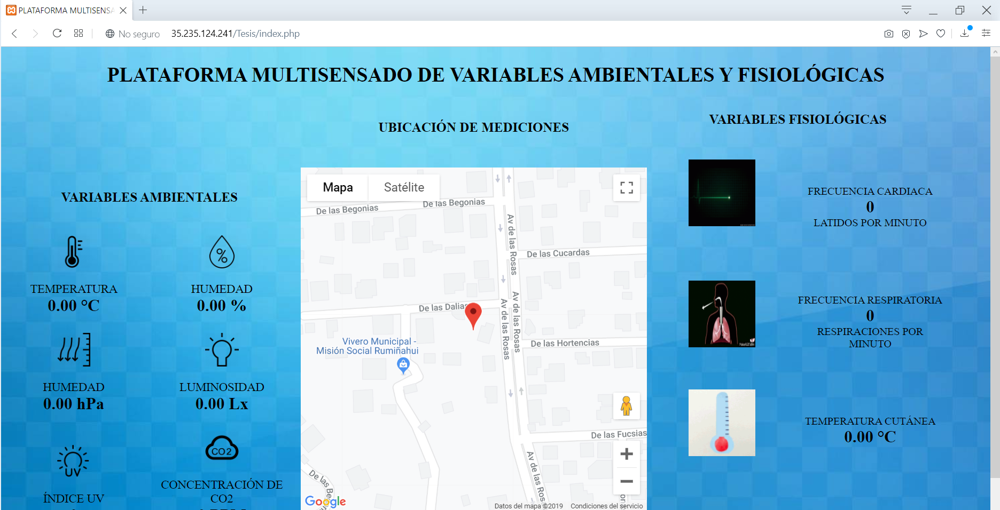 PLATAFORMA MULTISENSA
No seguro 35.235.124.241/Tesis/index.php
PLATAFORMA MULTISENSADO DE VARIABLES AMBIENTALES Y FISIOLÓGICAS
VARIABLES AMBIENTALES
TEMPERATURA
0.00 °C
HUMEDAD
0.00 %
HUMEDAD
0.00 hPa
LUMINOSIDAD
0.00 Lx
UV
ÍNDICE UV
CO2
CONCENTRACIÓN DE
CO2
UBICACIÓN DE MEDICIONES
Mapa
Satélite
De las Begonias
De las Begonias
Av de las Rosas
De las Cucardas
De las Dalias
Av de las Rosas
Av de las Rosas
De las Hortencias
Vivero Municipal -
Misión Social Rumiñahui
De las Fucsias
Av de las Ros
De las Be
Google
Datos del mapa ©2019
Condiciones del servicio
VARIABLES FISIOLÓGICAS
FRECUENCIA CARDIACA
0
LATIDOS POR MINUTO
FRECUENCIA RESPIRATORIA
0
RESPIRACIONES POR
MINUTO
TEMPERATURA CUTÁNEA
0.00 °C